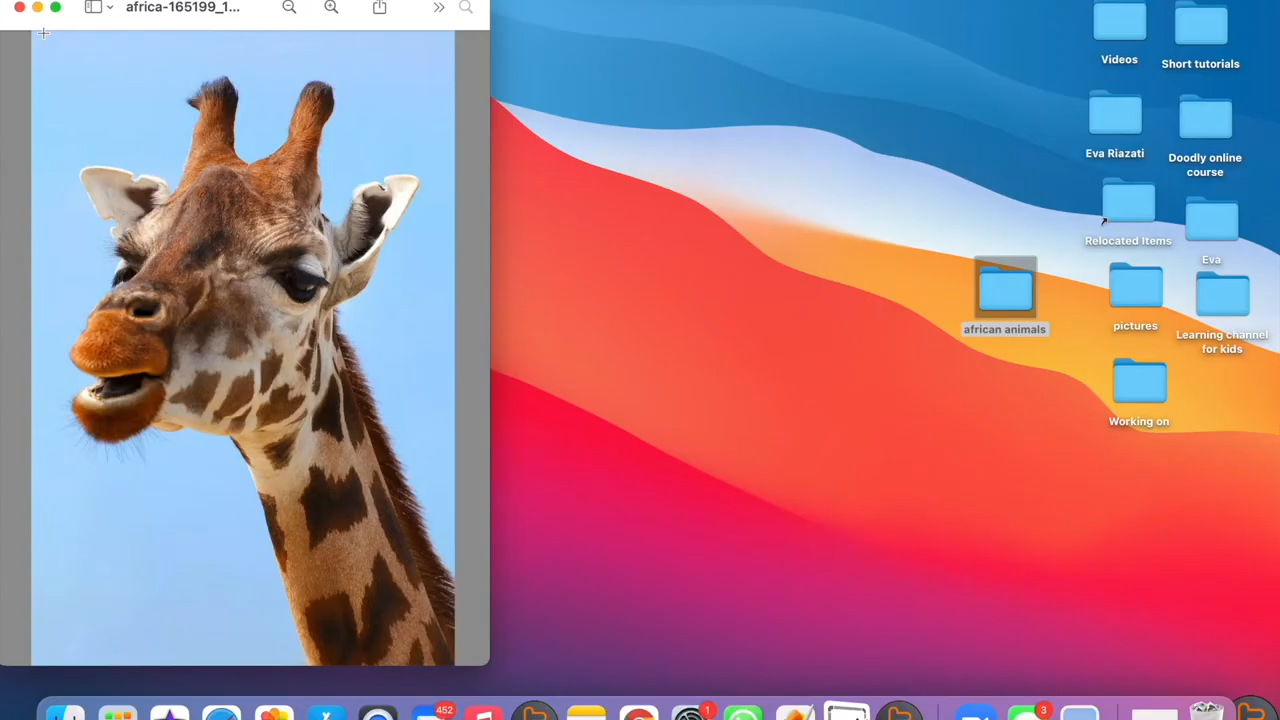 africa-165199_1...
Videos
Short tutorials
Eva Riazati
Doodly online
course
Relocated Items
Eva
african animals
pictures
Learning channel
for kids
Working on
452
1
3